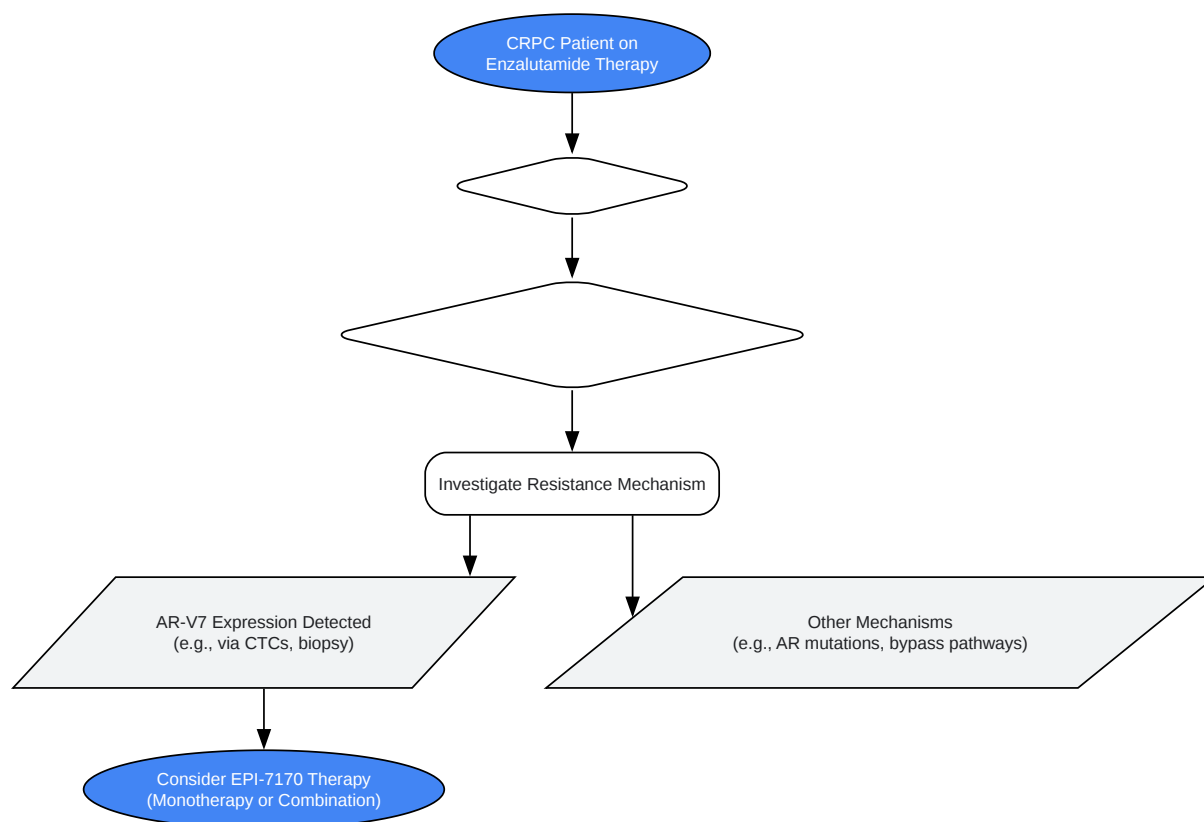 CRPC Patient on
Enzalutamide Therapy
Investigate Resistance Mechanism
AR-V7 Expression Detected
(e.g., via CTCs, biopsy)
Other Mechanisms
(e.g., AR mutations, bypass pathways)
Consider EPI-7170 Therapy
(Monotherapy or Combination)